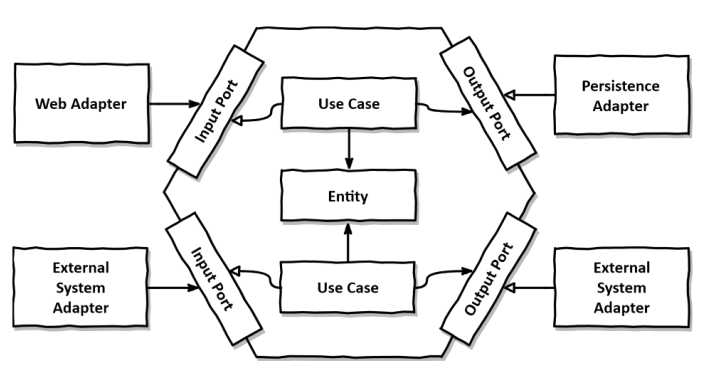 Web Adapter
Input Port
Use Case
Output Port
Persistence
Adapter
Entity
External
System
Adapter
Input Port
Use Case
Output Port
External
System
Adapter